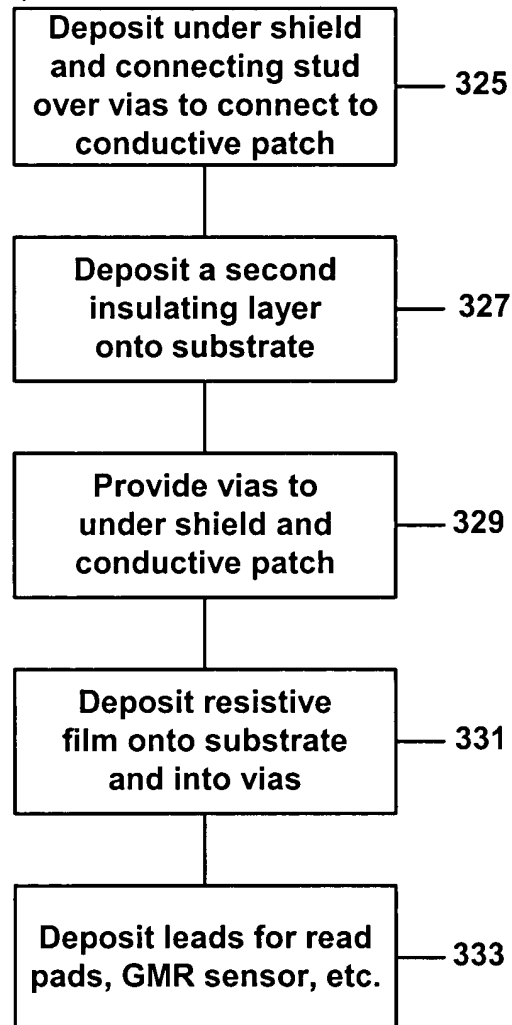 Deposit under shield
and connecting stud
over vias to connect to
conductive patch
325
Deposit a second
insulating layer
onto substrate
327
Provide vias to
under shield and
conductive patch
329
Deposit resistive
film onto substrate
and into vias
331
Deposit leads for read
pads, GMR sensor, etc.
333